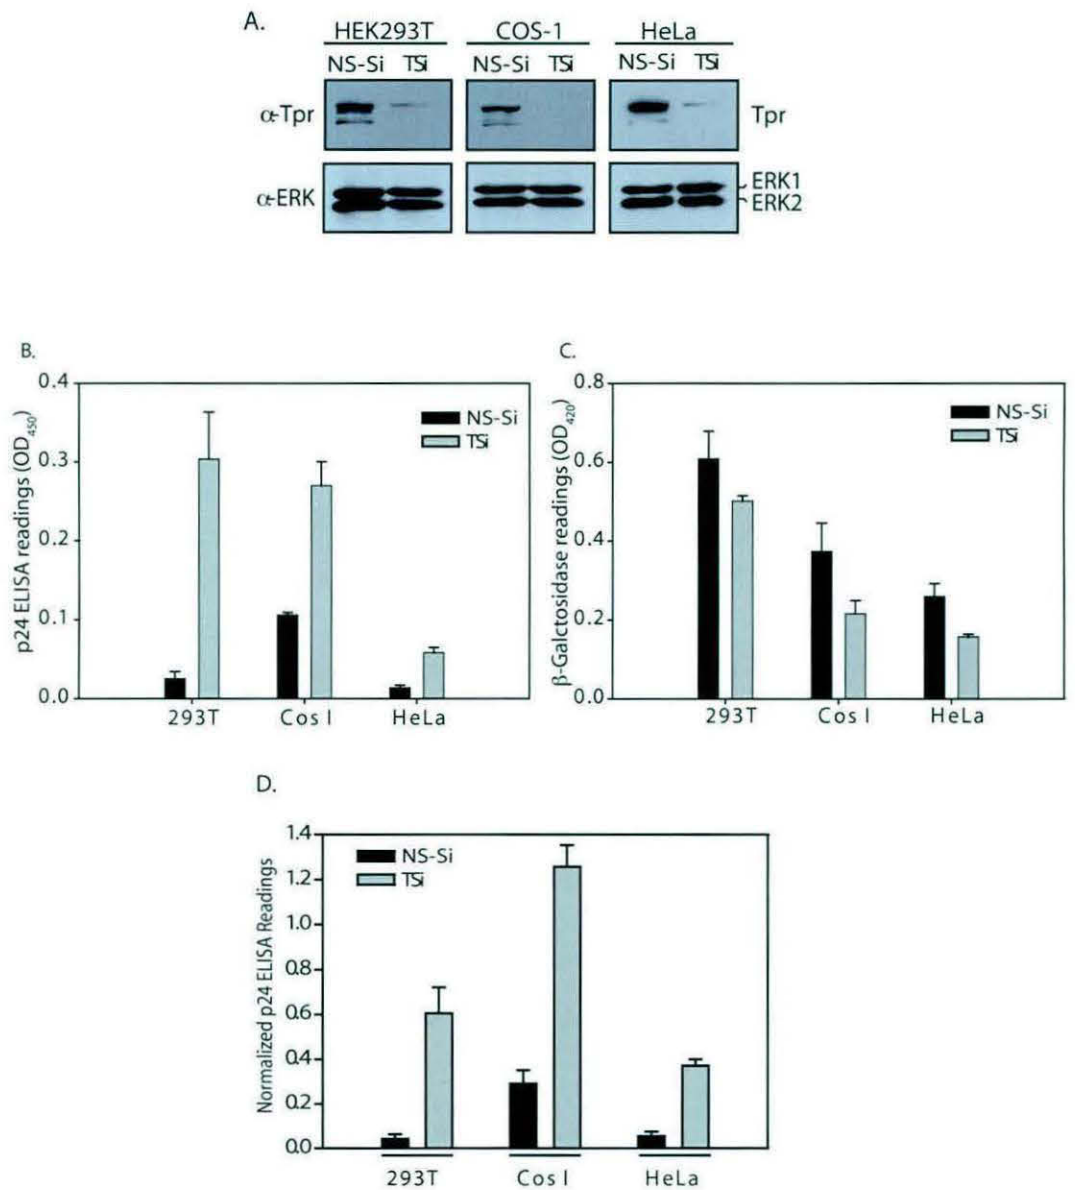 A.
HEK293T COS-1 HeLa
NS-Si TSi NS-Si TSi NS-Si TSi
α-Tpr Tpr
α-ERK ERK1
ERK2
B.
p24 ELISA readings (OD450)
0.4
0.3
0.2
0.1
0.0
NS-Si
TSi
293T Cos I HeLa
C.
β-Galctosidase readings (OD420)
0.8
0.6
0.4
0.2
0.0
NS-Si
TSi
293T Cos I HeLa
D.
Normalized p24 ELISA Readings
1.4
1.2
1.0
0.8
0.6
0.4
0.2
0.0
NS-Si
TSi
293T Cos I HeLa